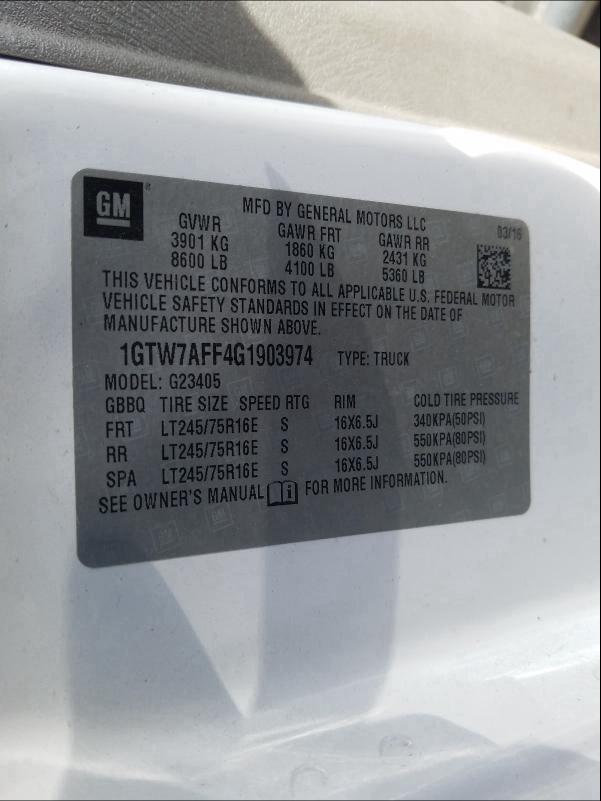 GM
MFD BY GENERAL MOTORS LLC
03/16
GVWR GAWR FRT GAWR RR
3901 KG 1860 KG 2431 KG
8600 LB 4100 LB 5360 LB
THIS VEHICLE CONFORMS TO ALL APPLICABLE U.S. FEDERAL MOTOR
VEHICLE SAFETY STANDARDS IN EFFECT ON THE DATE OF
MANUFACTURE SHOWN ABOVE.
1GTW7AFF4G1903974 TYPE: TRUCK
MODEL: G23405
GBBQ TIRE SIZE SPEED RTG RIM COLD TIRE PRESSURE
FRT LT245/75R16E S 16X6.5J 340KPA(50PSI)
RR LT245/75R16E S 16X6.5J 550KPA(80PSI)
SPA LT245/75R16E S 16X6.5J 550KPA(80PSI)
SEE OWNER'S MANUAL FOR MORE INFORMATION.